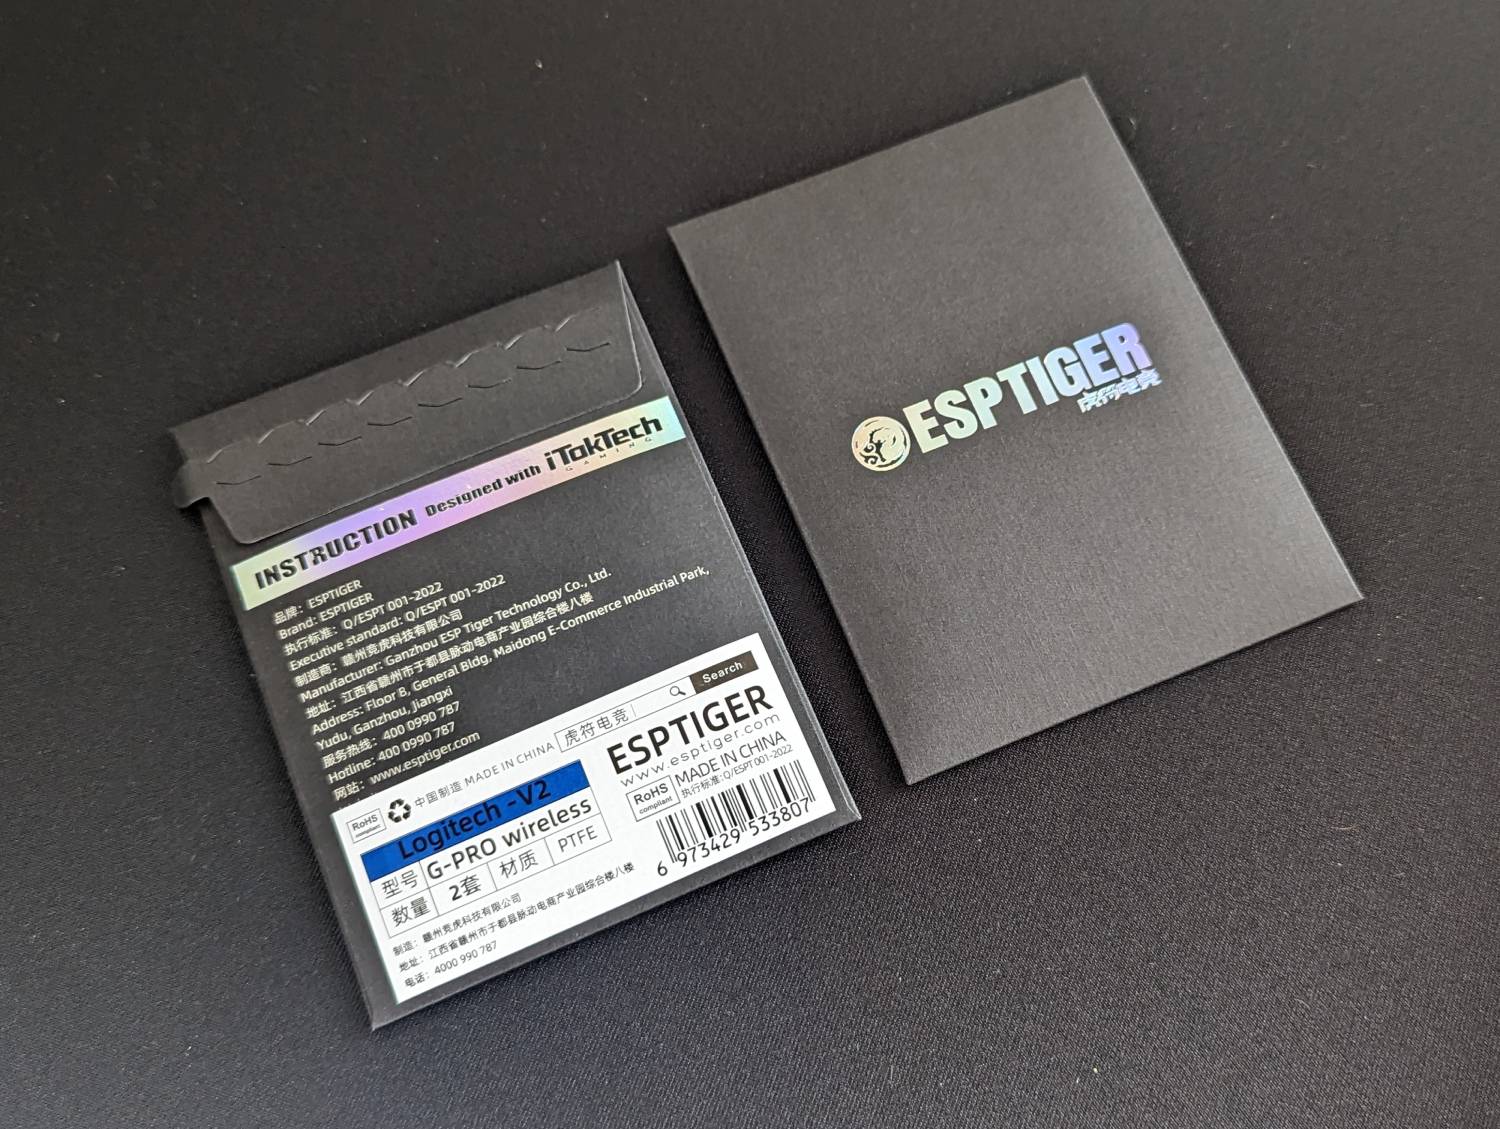 INSTRUCTION Designed with iTokTech
GAMING
品牌：ESPTIGER
Brand: ESPTIGER
执行标准：Q/ESPT 001-2022
Executive standard: Q/ESPT 001-2022
制造商：赣州竞虎科技有限公司
Manufacturer: Ganzhou ESP Tiger Technology Co., Ltd.
地址：江西省赣州市于都县脉动电商产业园综合楼八楼
Address: Floor 8, General Bldg, Maidong E-Commerce Industrial Park,
Yudu, Ganzhou, Jiangxi
服务热线：400 0990 787
Hotline: 400 0990 787
网站：www.esptiger.com
RoHS
compliant
中国制造 MADE IN CHINA
虎符电竞
Search
Logitech -V2
型号 G-PRO wireless
数量 2套 材质 PTFE
制造：赣州竞虎科技有限公司
地址：江西省赣州市于都县脉动电商产业园综合楼八楼
电话：4000 990 787
ESPTIGER
www.esptiger.com
RoHS
compliant
MADE IN CHINA
执行标准:Q/ESPT 001-2022
6 973429 533807
ESPTIGER
虎符电竞